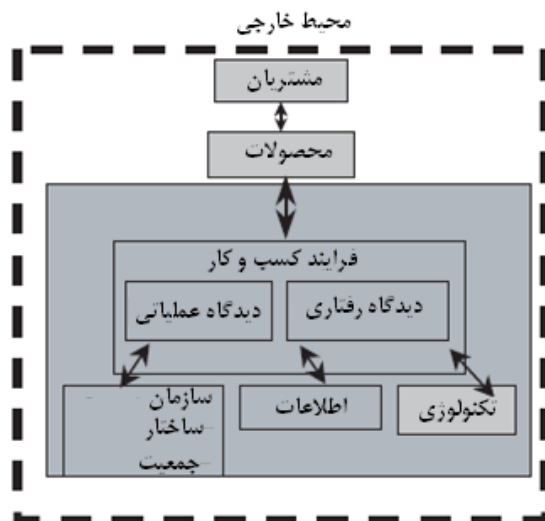 محیط خارجی
مشتریان
محصولات
فرایند کسب و کار
دیدگاه رفتاری
دیدگاه عملیاتی
تکنولوژی
اطلاعات
سازمان
-ساختار
-جمعیت